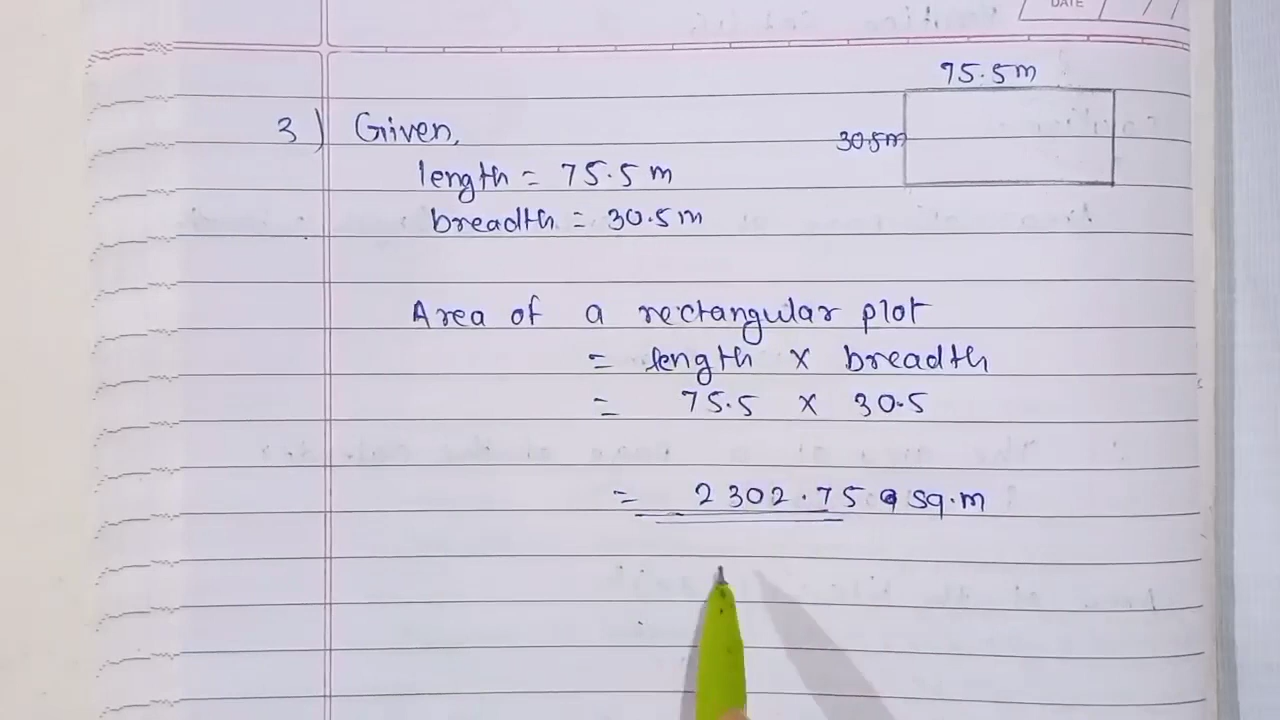 DATE
75.5m
3) Given,
30.5m
length = 75.5 m
breadth = 30.5 m
Area of a rectangular plot
= length x breadth
= 75.5 x 30.5
= 2302.75 sq.m